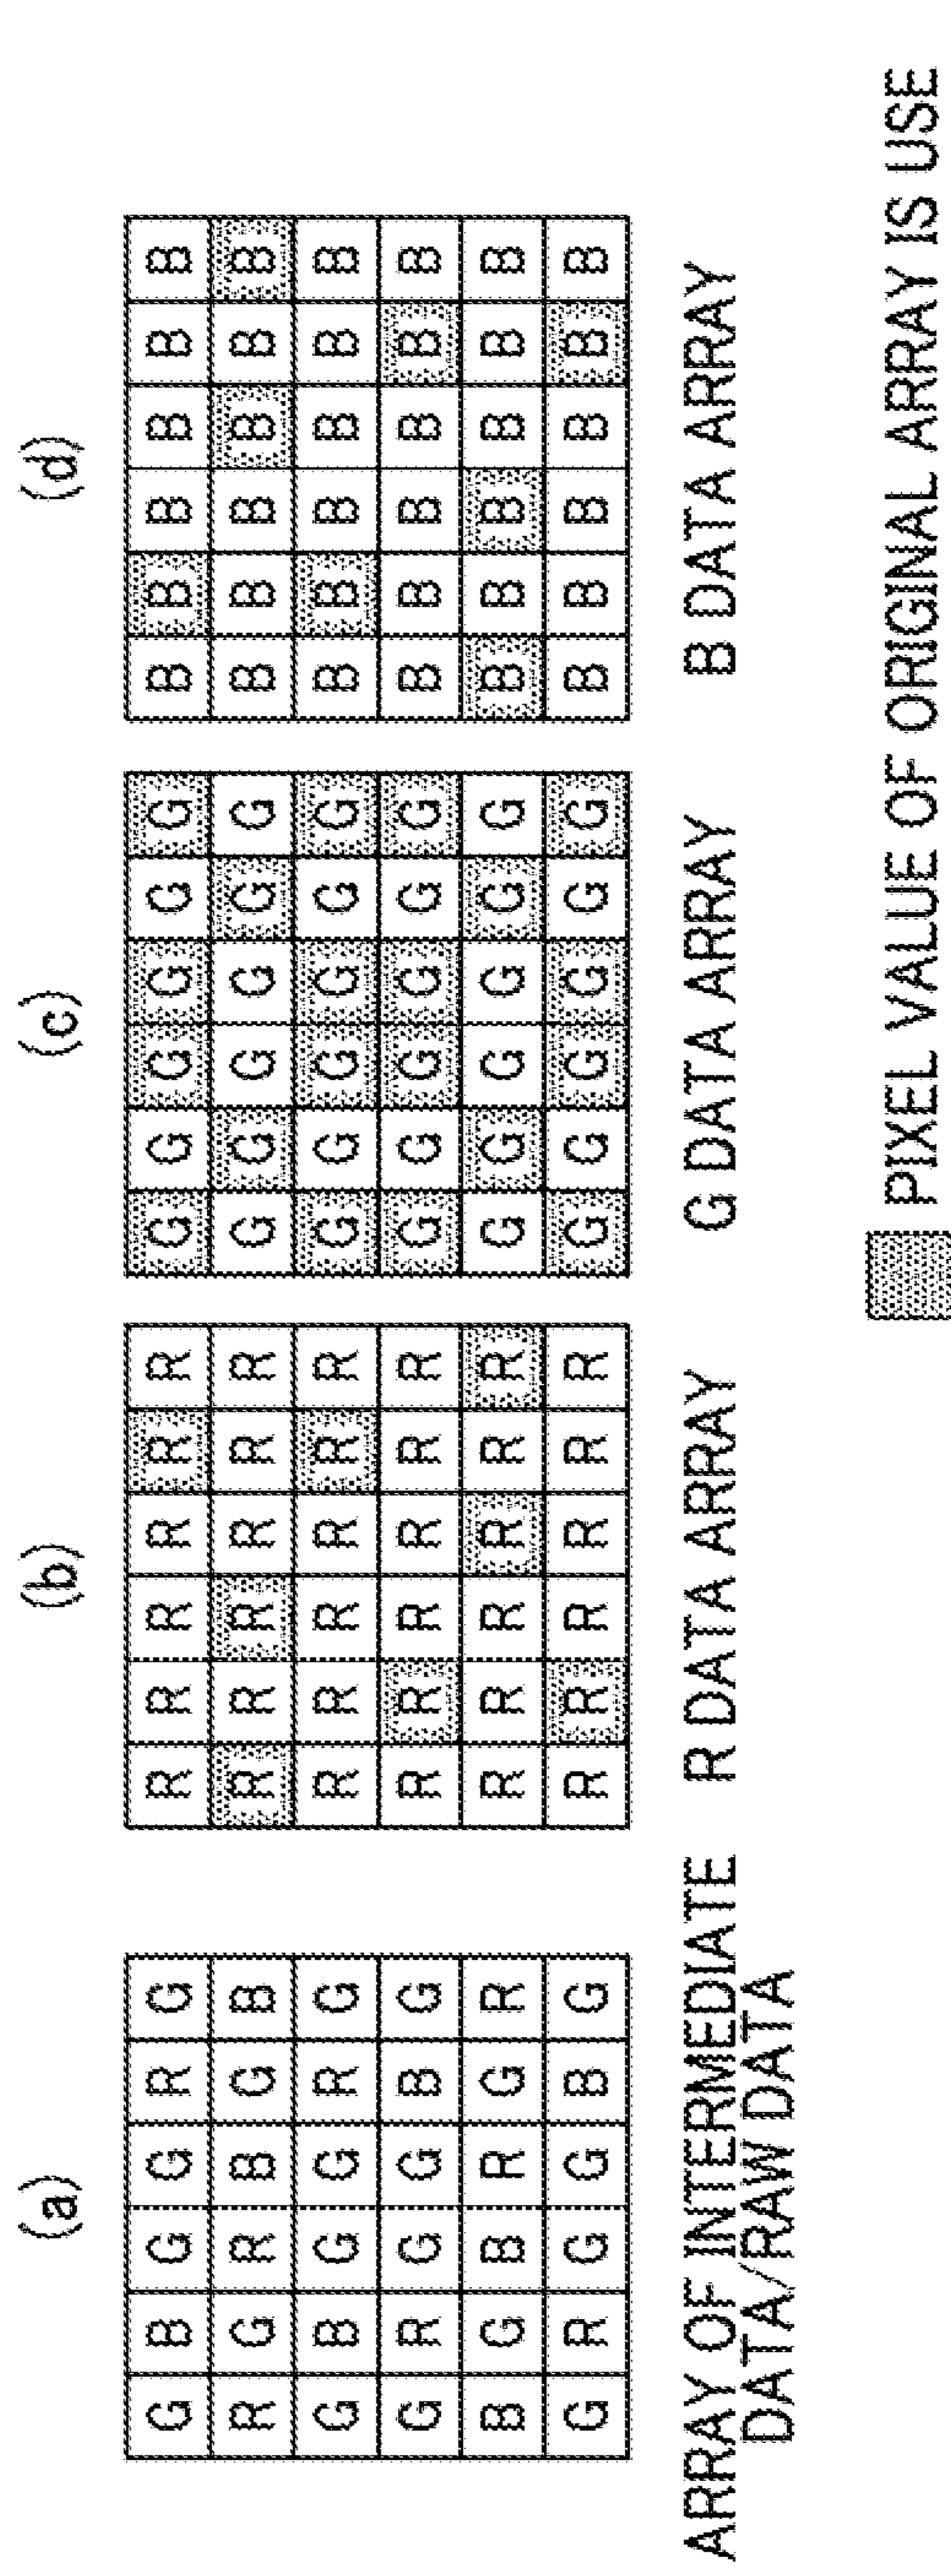 (a)
G B G G R G
R G R B G B
G B G G R G
G R G G B G
B G B R G R
G R G G B G
ARRAY OF INTERMEDIATE
DATA/RAW DATA
(b)
R R R R R R
R R R R R R
R R R R R R
R R R R R R
R R R R R R
R R R R R R
R DATA ARRAY
(c)
G G G G G G
G G G G G G
G G G G G G
G G G G G G
G G G G G G
G G G G G G
G DATA ARRAY
(d)
B B B B B B
B B B B B B
B B B B B B
B B B B B B
B B B B B B
B B B B B B
B DATA ARRAY
PIXEL VALUE OF ORIGINAL ARRAY IS USE